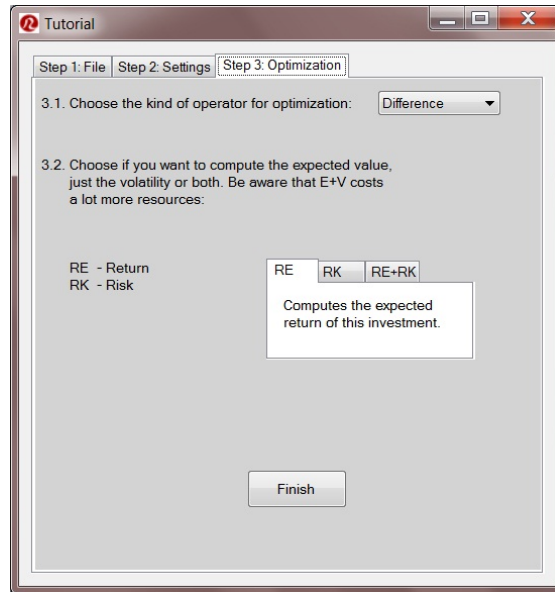 Tutorial
Step 1: File Step 2: Settings Step 3: Optimization
3.1. Choose the kind of operator for optimization: Difference
3.2. Choose if you want to compute the expected value,
just the volatility or both. Be aware that E+V costs
a lot more resources:
RE - Return
RK - Risk
RE RK RE+RK
Computes the expected
return of this investment.
Finish